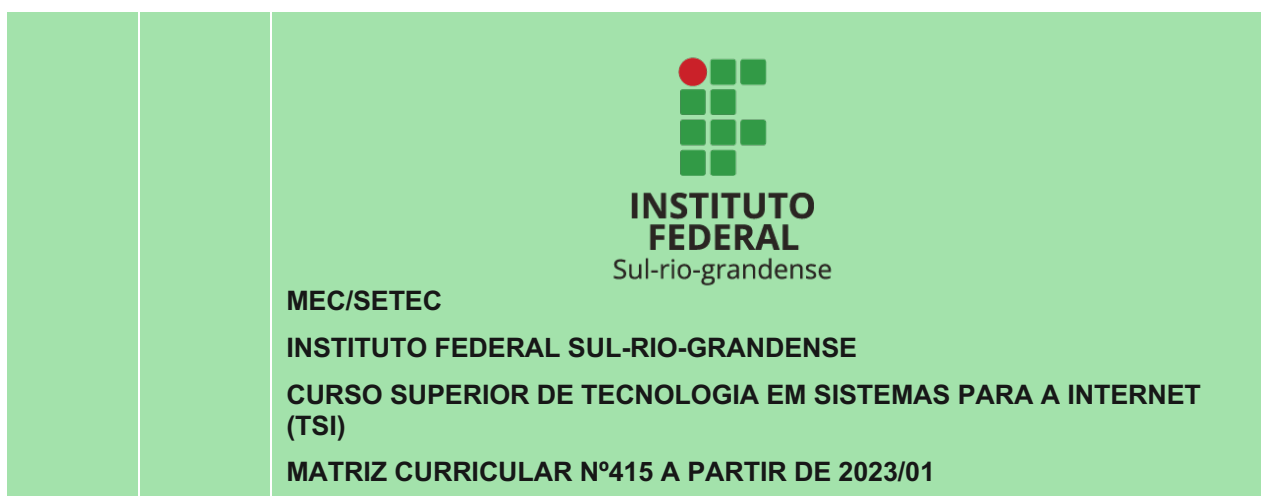 INSTITUTO
FEDERAL
Sul-rio-grandense
MEC/SETEC
INSTITUTO FEDERAL SUL-RIO-GRANDENSE
CURSO SUPERIOR DE TECNOLOGIA EM SISTEMAS PARA A INTERNET
(TSI)
MATRIZ CURRICULAR Nº415 A PARTIR DE 2023/01